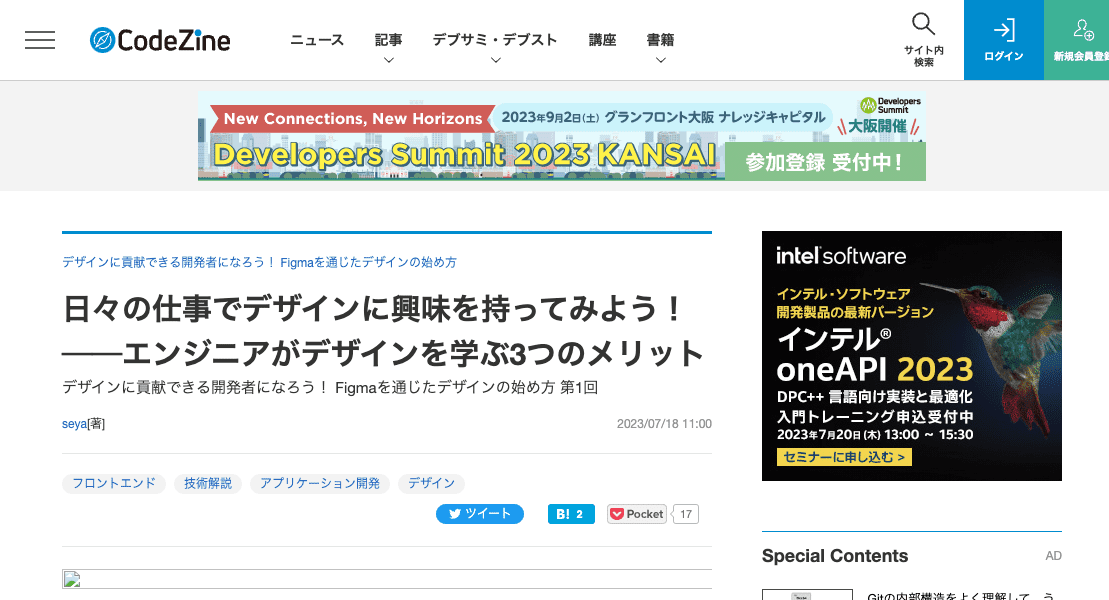 CodeZine
ニュース
記事
デブサミ・デブスト
講座
書籍
サイト内
検索
ログイン
新規会員登録
New Connections, New Horizons
2023年9月2日(土) グランフロント大阪 ナレッジキャピタル
Developers
Summit
大阪開催
Developers Summit 2023 KANSAI
参加登録 受付中!
デザインに貢献できる開発者になろう! Figmaを通じたデザインの始め方
日々の仕事でデザインに興味を持ってみよう!
――エンジニアがデザインを学ぶ3つのメリット
デザインに貢献できる開発者になろう! Figmaを通じたデザインの始め方 第1回
seya[著]
2023/07/18 11:00
フロントエンド
技術解説
アプリケーション開発
デザイン
ツイート
B! 2
Pocket
17
intel software
インテル・ソフトウェア
開発製品の最新バージョン
インテル®
oneAPI 2023
DPC++ 言語向け実装と最適化
入門トレーニング申込受付中
2023年7月20日(木) 13:00 ~ 15:30
セミナーに申し込む >
Special Contents
AD
Gitの内部構造をよく理解して、う